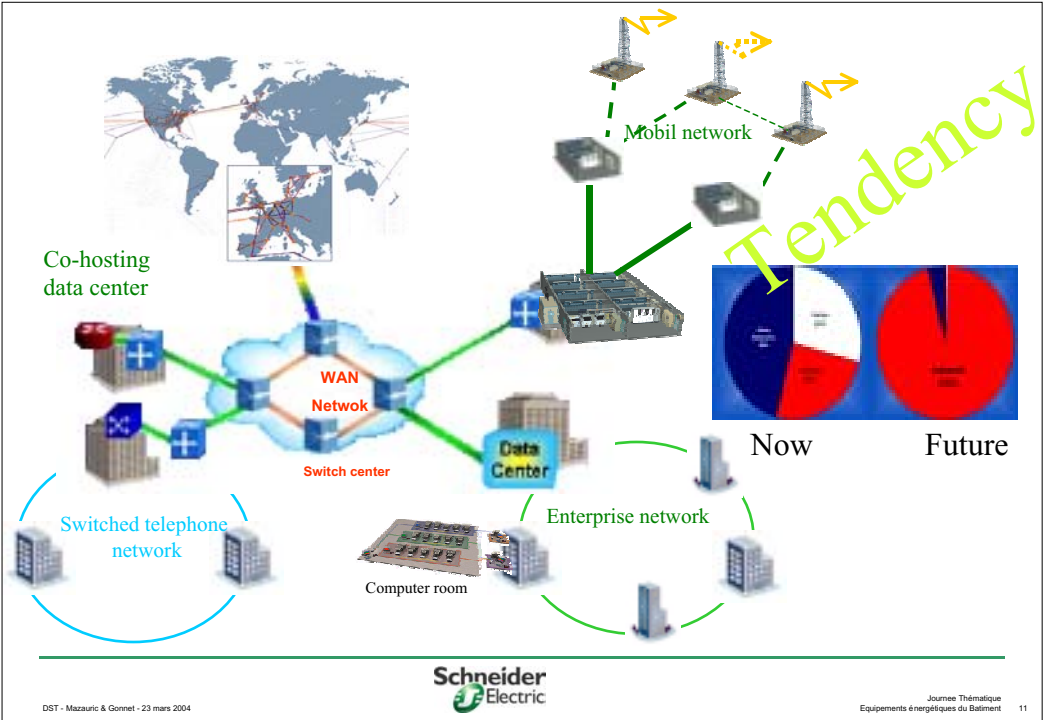 Tendency
Mobil network
Co-hosting
data center
WAN
Netwok
Switch center
Data
Center
Now
Future
Switched telephone
network
Enterprise network
Computer room
Schneider
Electric
DST - Mazauric & Gonnet - 23 mars 2004
Journee Thématique
Equipements énergétiques du Batiment
11